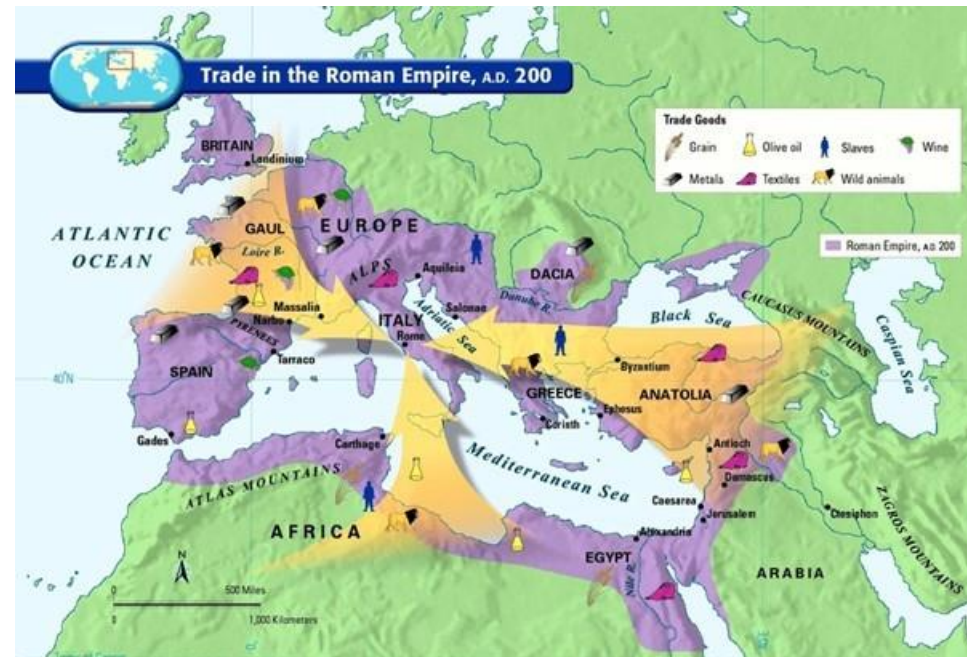 Trade in the Roman Empire, A.D. 200
Trade Goods
Grain
Olive oil
Slaves
Wine
Metals
Textiles
Wild animals
Roman Empire, A.D. 200
BRITAIN
Londinium
ATLANTIC
OCEAN
GAUL
EUROPE
Loire R.
ALPS
Aquileia
DACIA
Danube R.
CAUCASUS MOUNTAINS
Caspian Sea
Black Sea
Massalia
Narbo
PYRENEES
Tarraco
ITALY
Rome
Adriatic Sea
Salonae
Byzantium
SPAIN
40°N
GREECE
ANATOLIA
Ephesus
Corinth
Gades
Carthage
Antioch
Damascus
Mediterranean Sea
ATLAS MOUNTAINS
Caesarea
Jerusalem
Ctesiphon
ZAGROS MOUNTAINS
AFRICA
Alexandria
EGYPT
Nile R.
ARABIA
N
0
500 Miles
0
1,000 Kilometers